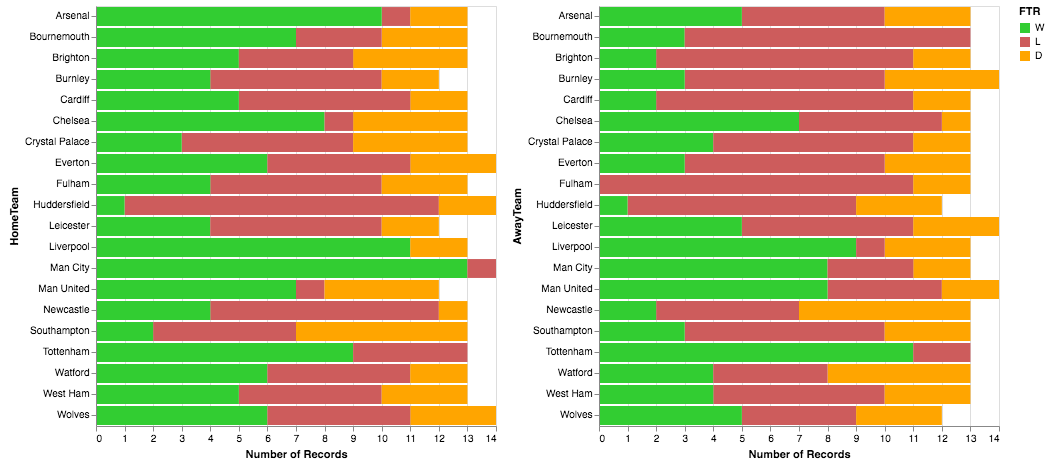 HomeTeam
Arsenal
Bournemouth
Brighton
Burnley
Cardiff
Chelsea
Crystal Palace
Everton
Fulham
Huddersfield
Leicester
Liverpool
Man City
Man United
Newcastle
Southampton
Tottenham
Watford
West Ham
Wolves
0 1 2 3 4 5 6 7 8 9 10 11 12 13 14
Number of Records
AwayTeam
Arsenal
Bournemouth
Brighton
Burnley
Cardiff
Chelsea
Crystal Palace
Everton
Fulham
Huddersfield
Leicester
Liverpool
Man City
Man United
Newcastle
Southampton
Tottenham
Watford
West Ham
Wolves
0 1 2 3 4 5 6 7 8 9 10 11 12 13 14
Number of Records
FTR
W
L
D